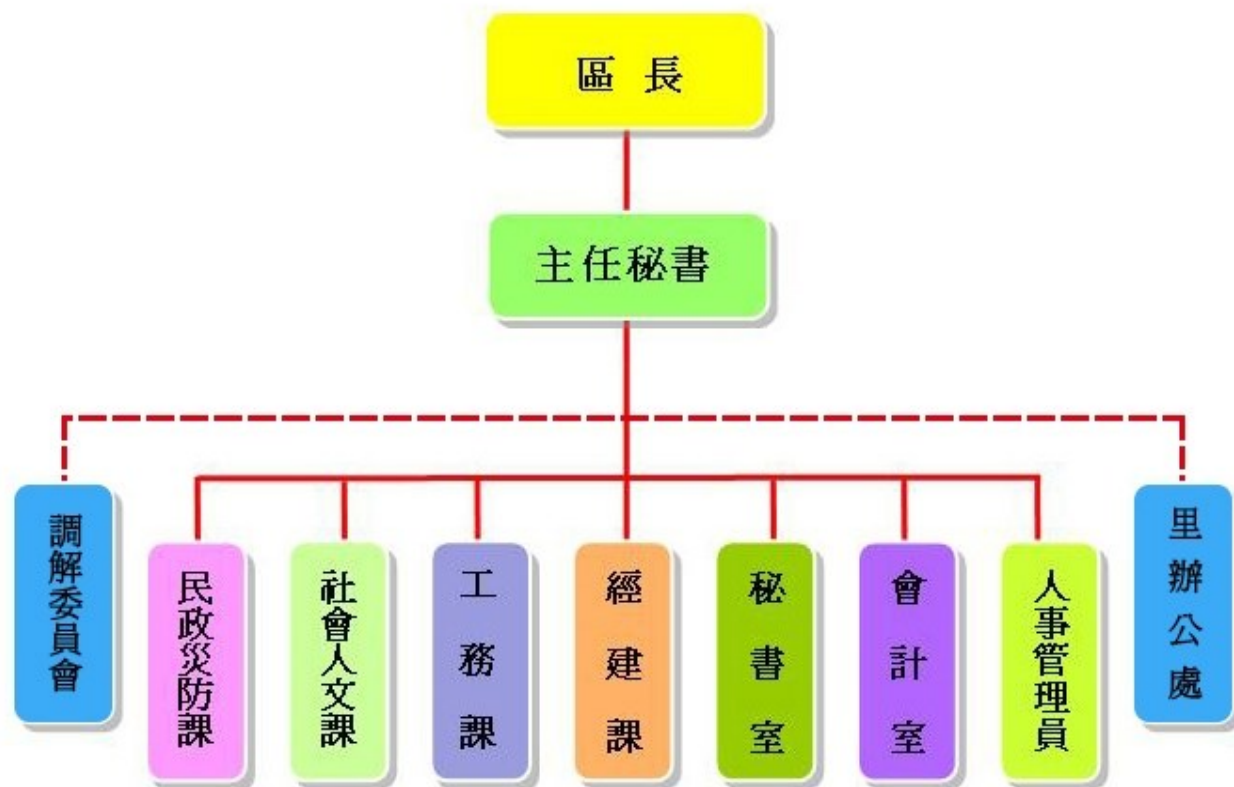 區 長
主任秘書
調解委員會
民政災防課
社會人文課
工務課
經建課
秘書室
會計室
人事管理員
里辦公處